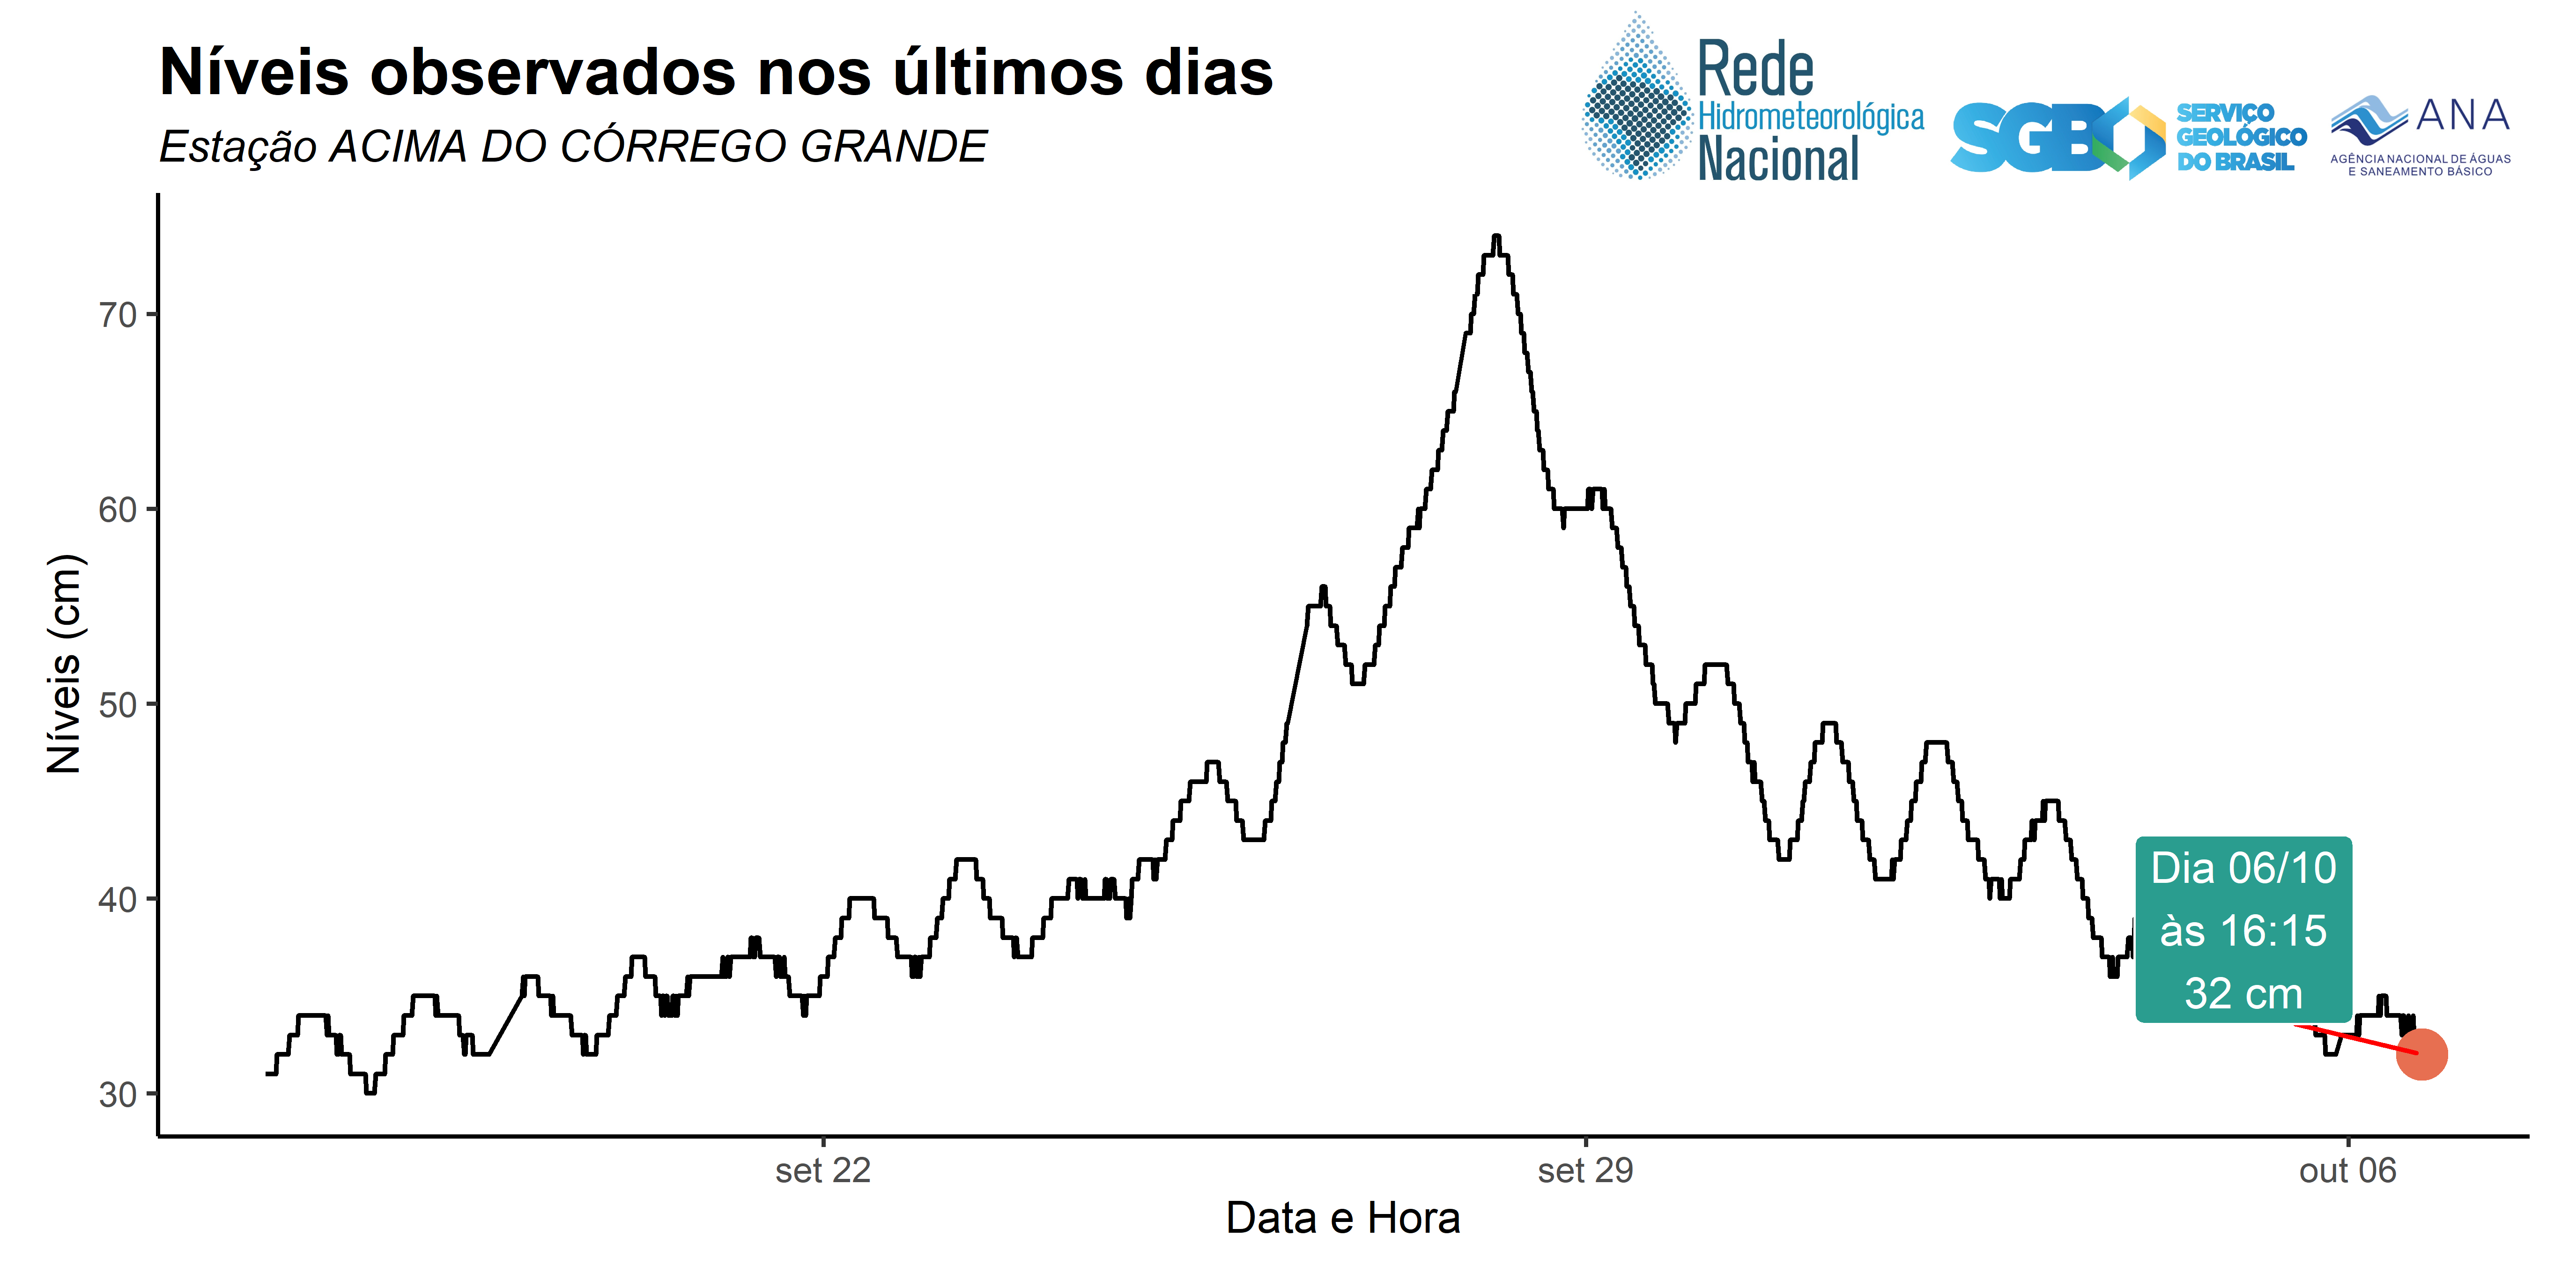 Níveis observados nos últimos dias
Estação ACIMA DO CÓRREGO GRANDE
Rede
Hidrometeorológica
Nacional
SGB
SERVIÇO
GEOLÓGICO
DO BRASIL
ANA
AGÊNCIA NACIONAL DE ÁGUAS
E SANEAMENTO BÁSICO
Níveis (cm)
70
60
50
40
30
Dia 06/10
às 16:15
32 cm
set 22
set 29
out 06
Data e Hora